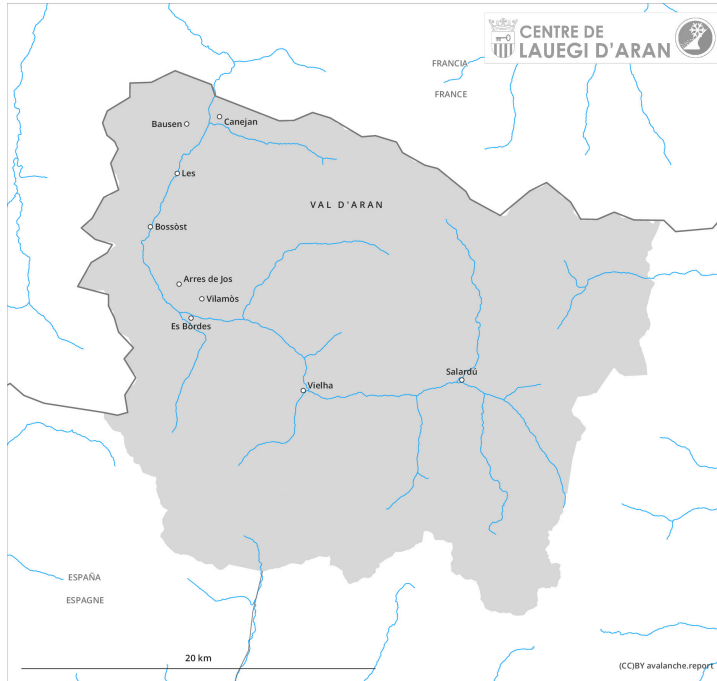 CENTRE DE
LAUEGI D'ARAN
FRANCIA
FRANCE
Canejan
Bausen
Les
VAL D'ARAN
Bossòst
Arres de Jos
Vilamòs
Es Bòrdes
Salardú
Vielha
ESPAÑA
ESPAGNE
20 km
(CC)BY avalanche.report